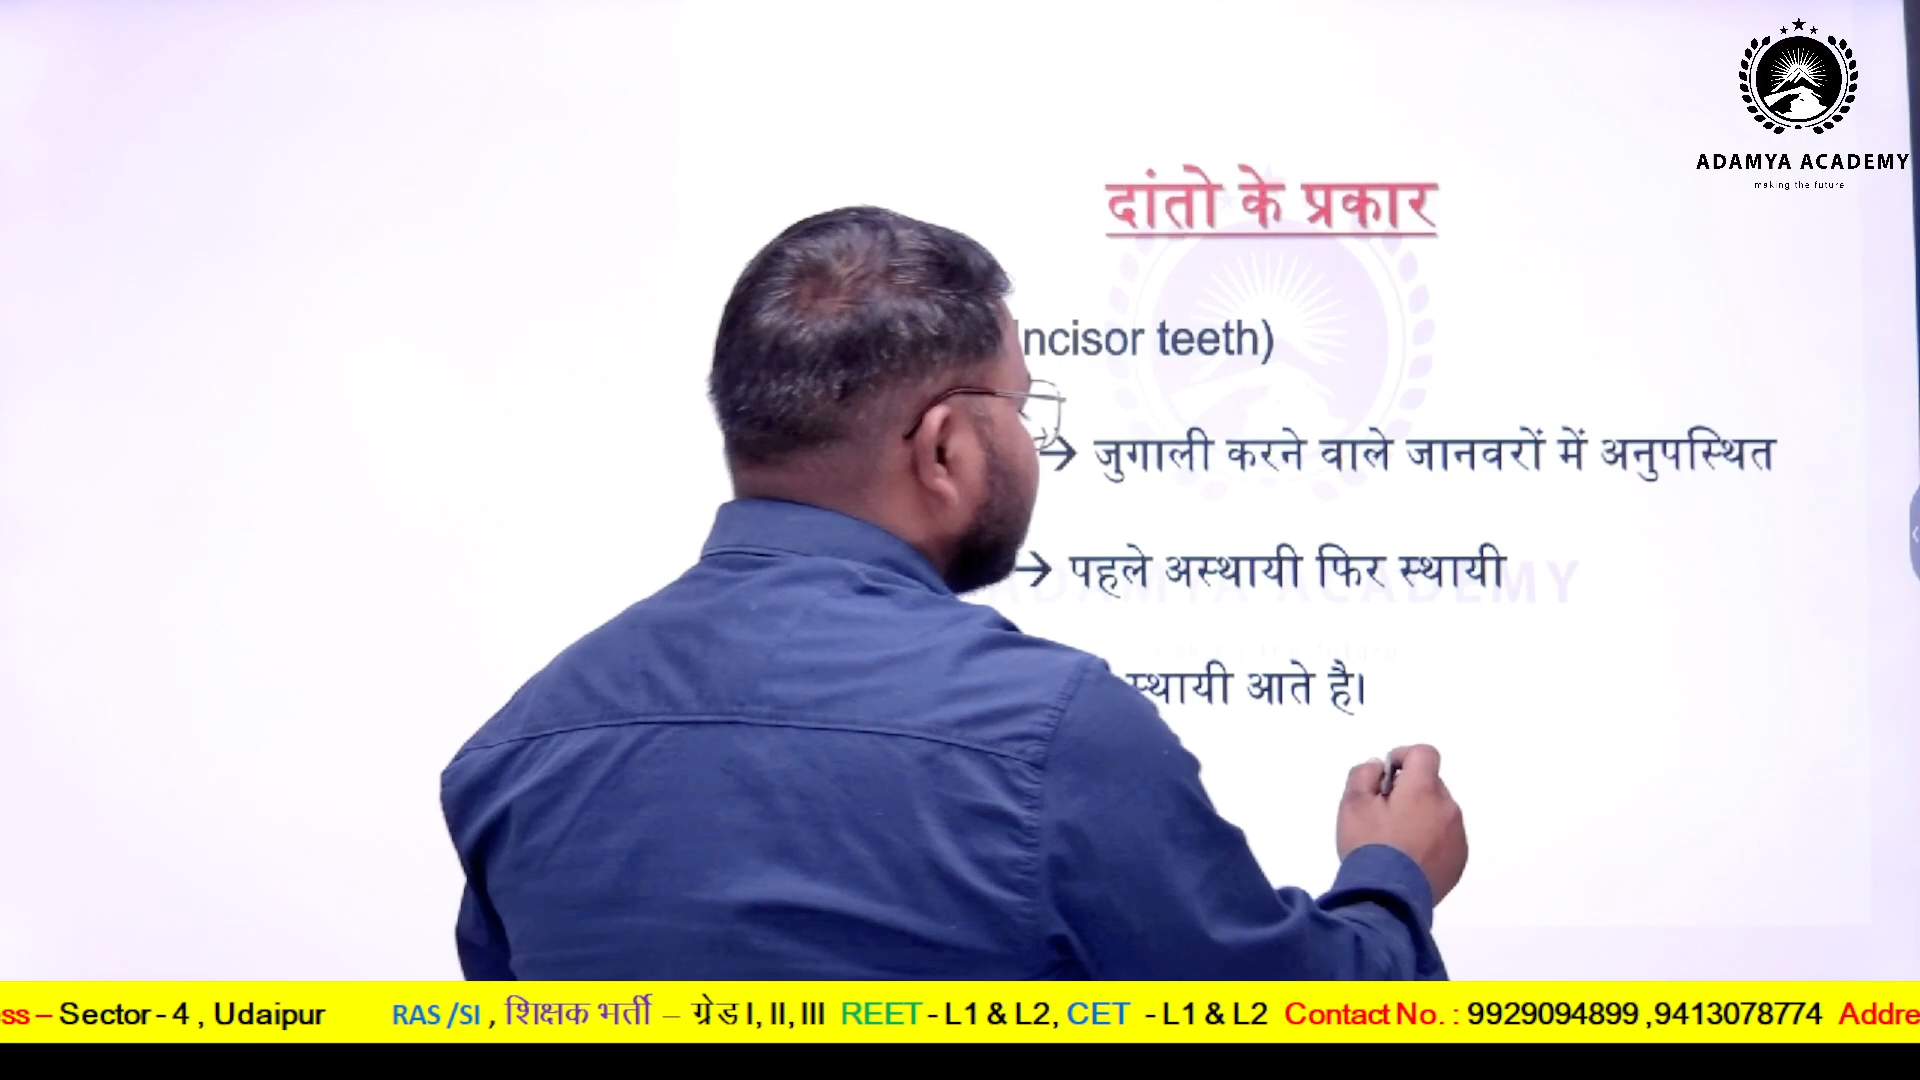 ADAMYA ACADEMY
making the future
दांतो के प्रकार
ncisor teeth)
→ जुगाली करने वाले जानवरों में अनुपस्थित
→ पहले अस्थायी फिर स्थायी
स्थायी आते है।
ss – Sector - 4 , Udaipur RAS /SI , शिक्षक भर्ती – ग्रेड I, II, III REET - L1 & L2, CET - L1 & L2 Contact No. : 9929094899 ,9413078774 Addre